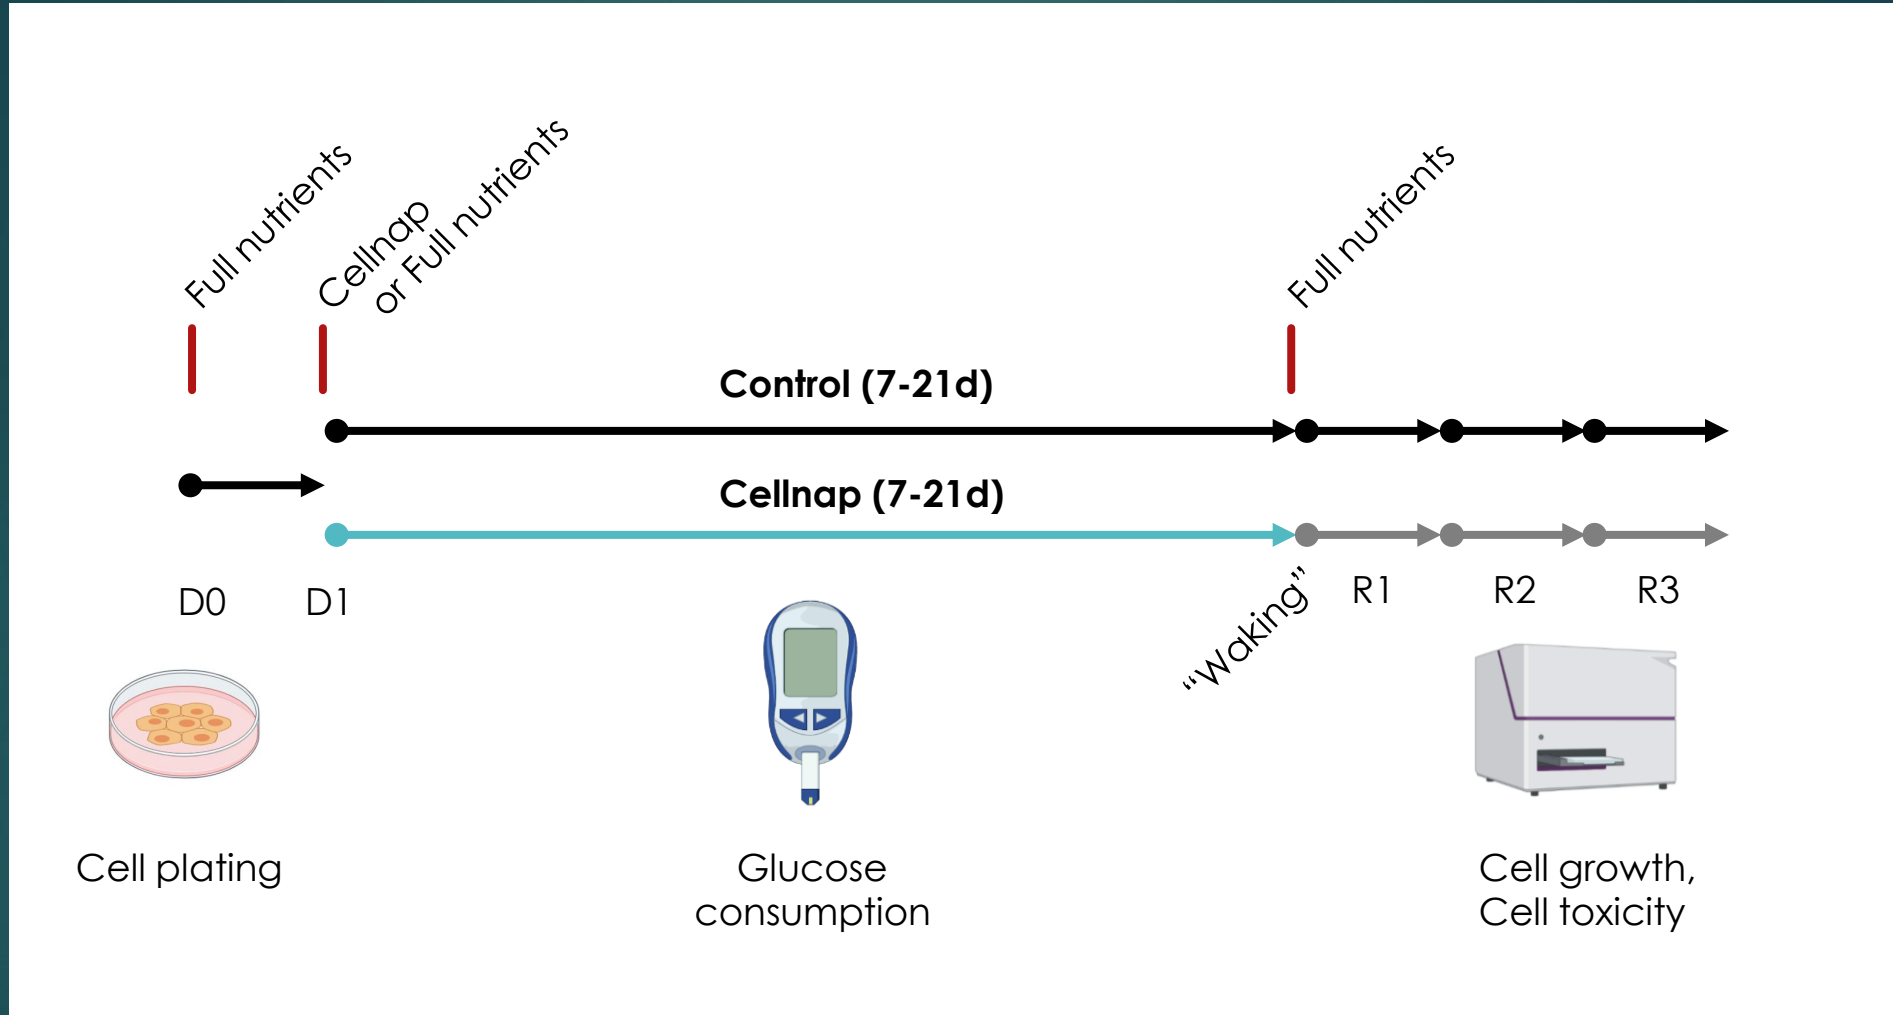 Full nutrients
Cellnap
or Full nutrients
Full nutrients
Control (7-21d)
Cellnap (7-21d)
D0
D1
“Waking”
R1
R2
R3
Cell plating
Glucose
consumption
Cell growth,
Cell toxicity